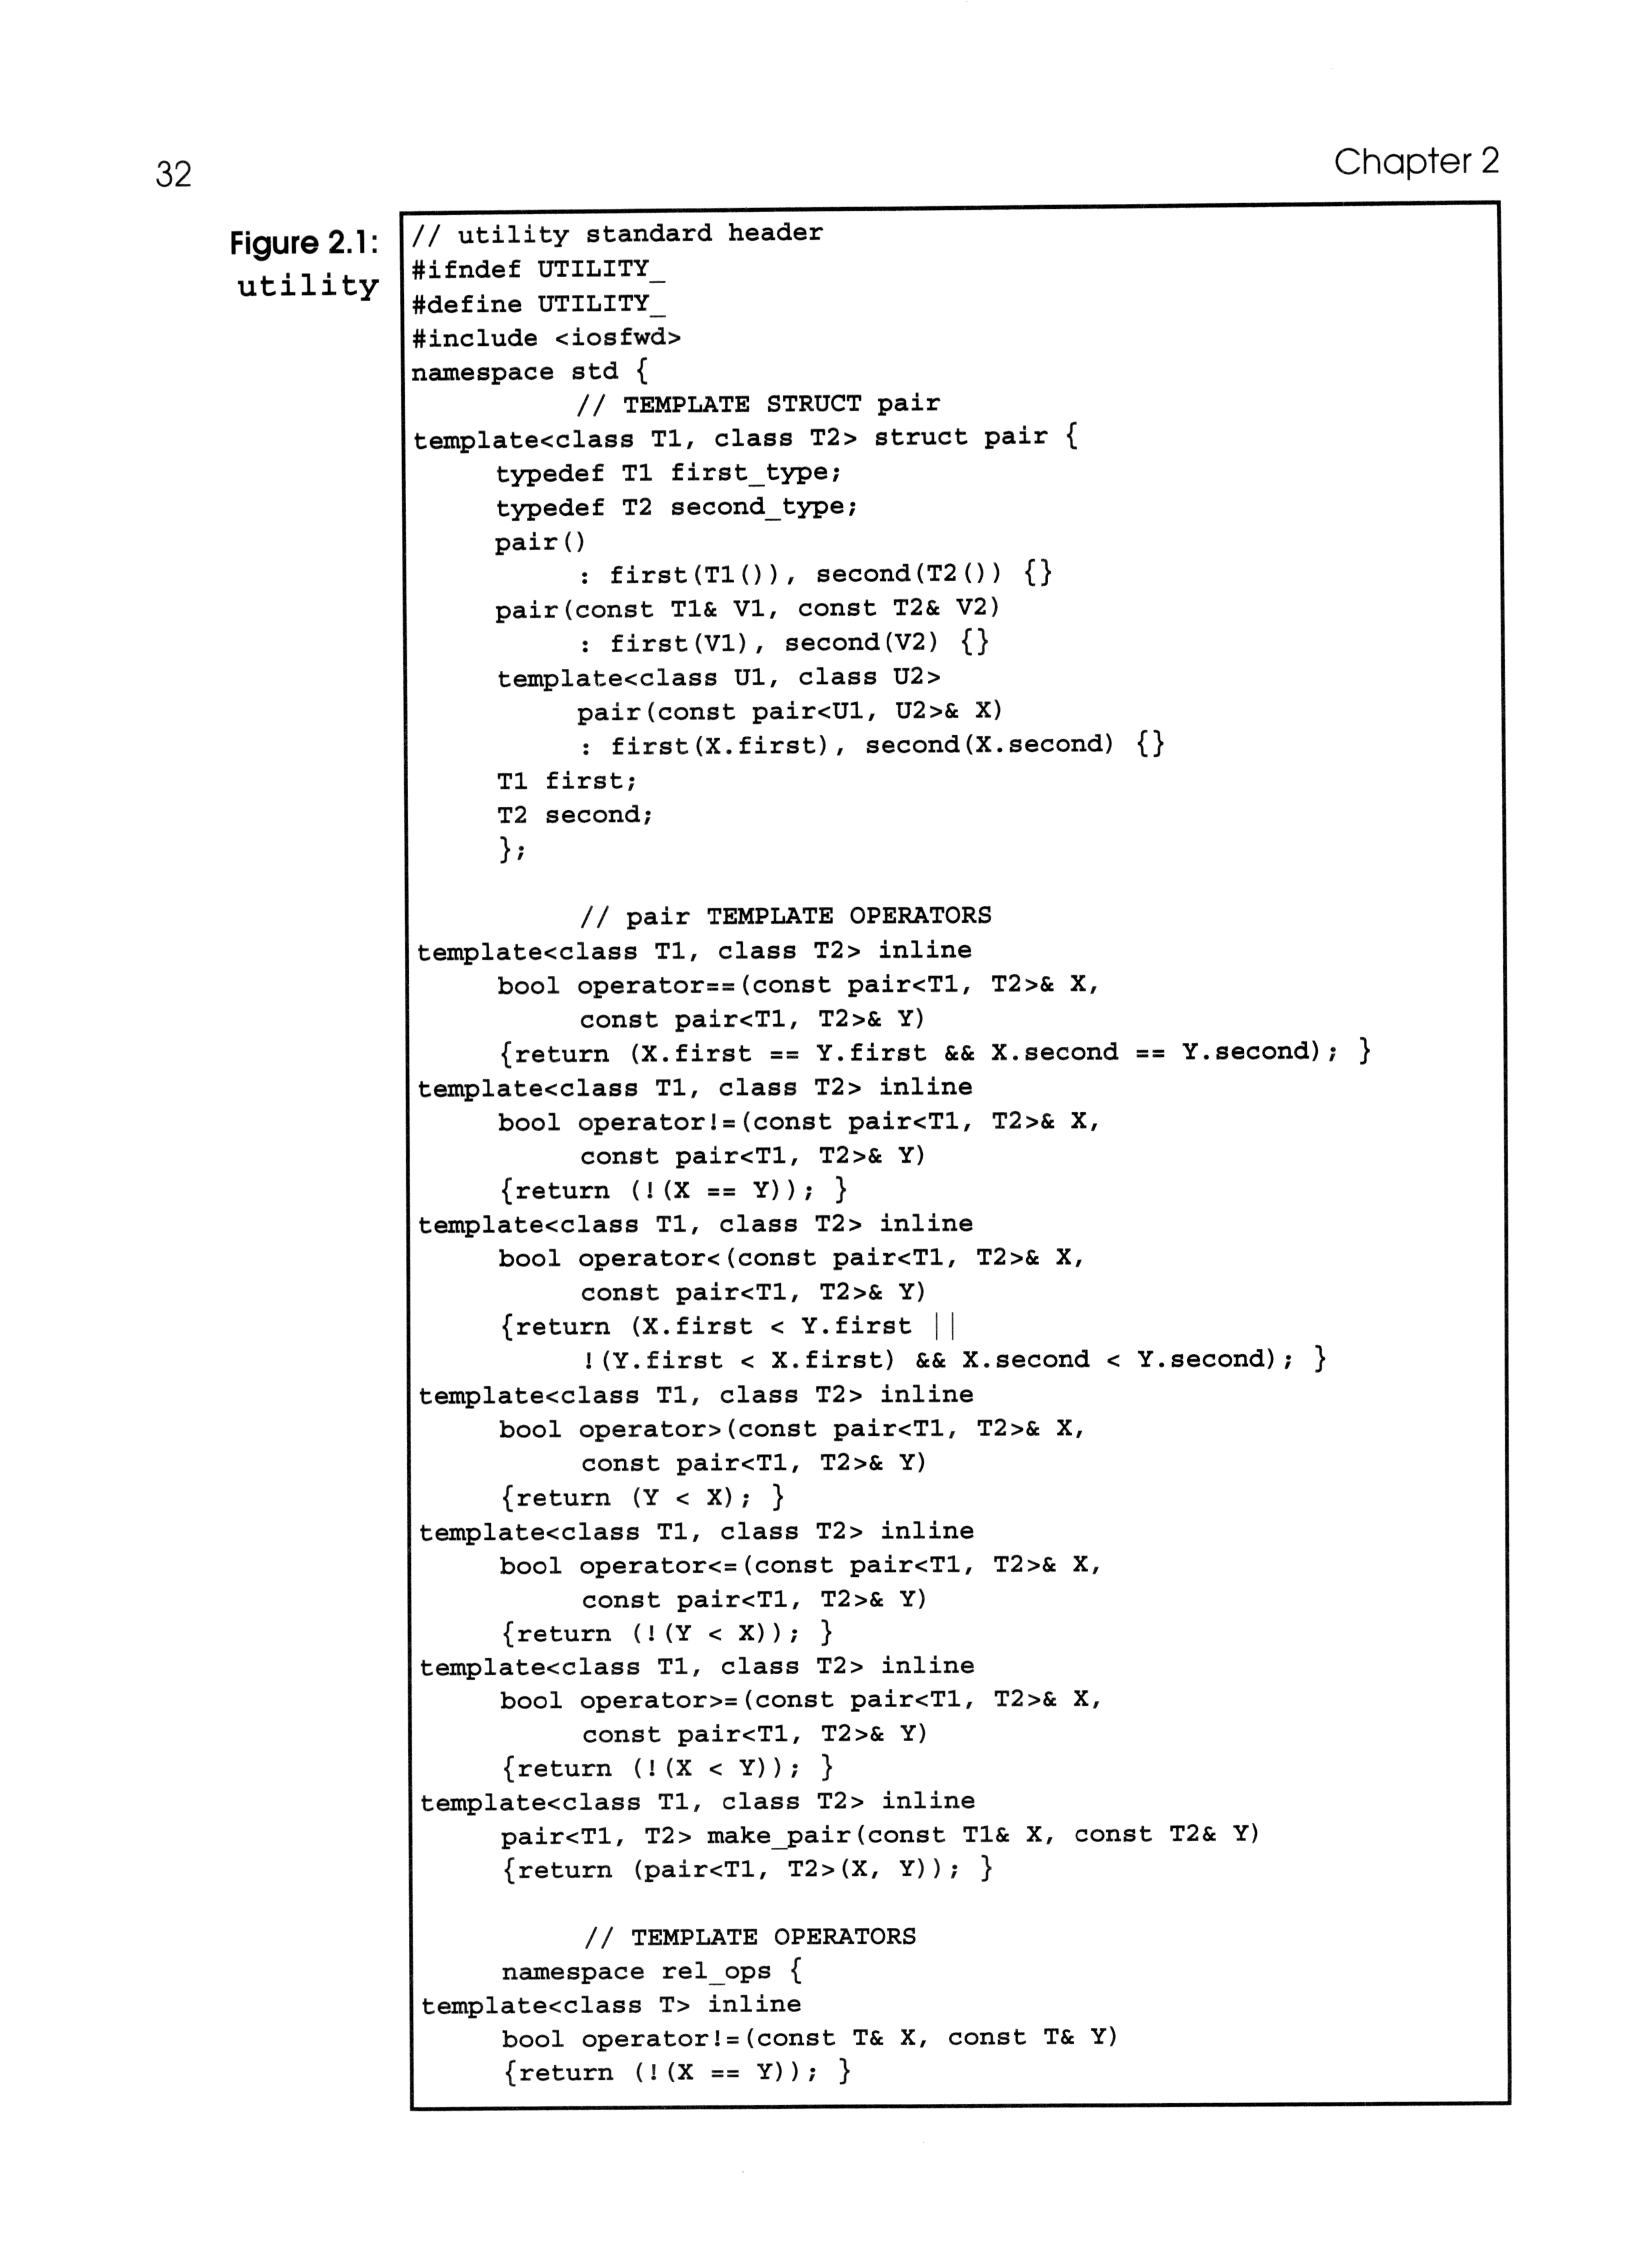 32
Chapter 2
Figure 2.1:
utility
// utility standard header
#ifndef UTILITY_
#define UTILITY_
#include <iosfwd>
namespace std {
// TEMPLATE STRUCT pair
template<class T1, class T2> struct pair {
typedef T1 first_type;
typedef T2 second_type;
pair()
: first(T1()), second(T2()) {}
pair(const T1& V1, const T2& V2)
: first(V1), second(V2) {}
template<class U1, class U2>
pair(const pair<U1, U2>& X)
: first(X.first), second(X.second) {}
T1 first;
T2 second;
};
// pair TEMPLATE OPERATORS
template<class T1, class T2> inline
bool operator==(const pair<T1, T2>& X,
const pair<T1, T2>& Y)
{return (X.first == Y.first && X.second == Y.second); }
template<class T1, class T2> inline
bool operator!=(const pair<T1, T2>& X,
const pair<T1, T2>& Y)
{return (!(X == Y)); }
template<class T1, class T2> inline
bool operator<(const pair<T1, T2>& X,
const pair<T1, T2>& Y)
{return (X.first < Y.first ||
!(Y.first < X.first) && X.second < Y.second); }
template<class T1, class T2> inline
bool operator>(const pair<T1, T2>& X,
const pair<T1, T2>& Y)
{return (Y < X); }
template<class T1, class T2> inline
bool operator<=(const pair<T1, T2>& X,
const pair<T1, T2>& Y)
{return (!(Y < X)); }
template<class T1, class T2> inline
bool operator>=(const pair<T1, T2>& X,
const pair<T1, T2>& Y)
{return (!(X < Y)); }
template<class T1, class T2> inline
pair<T1, T2> make_pair(const T1& X, const T2& Y)
{return (pair<T1, T2>(X, Y)); }
// TEMPLATE OPERATORS
namespace rel_ops {
template<class T> inline
bool operator!=(const T& X, const T& Y)
{return (!(X == Y)); }